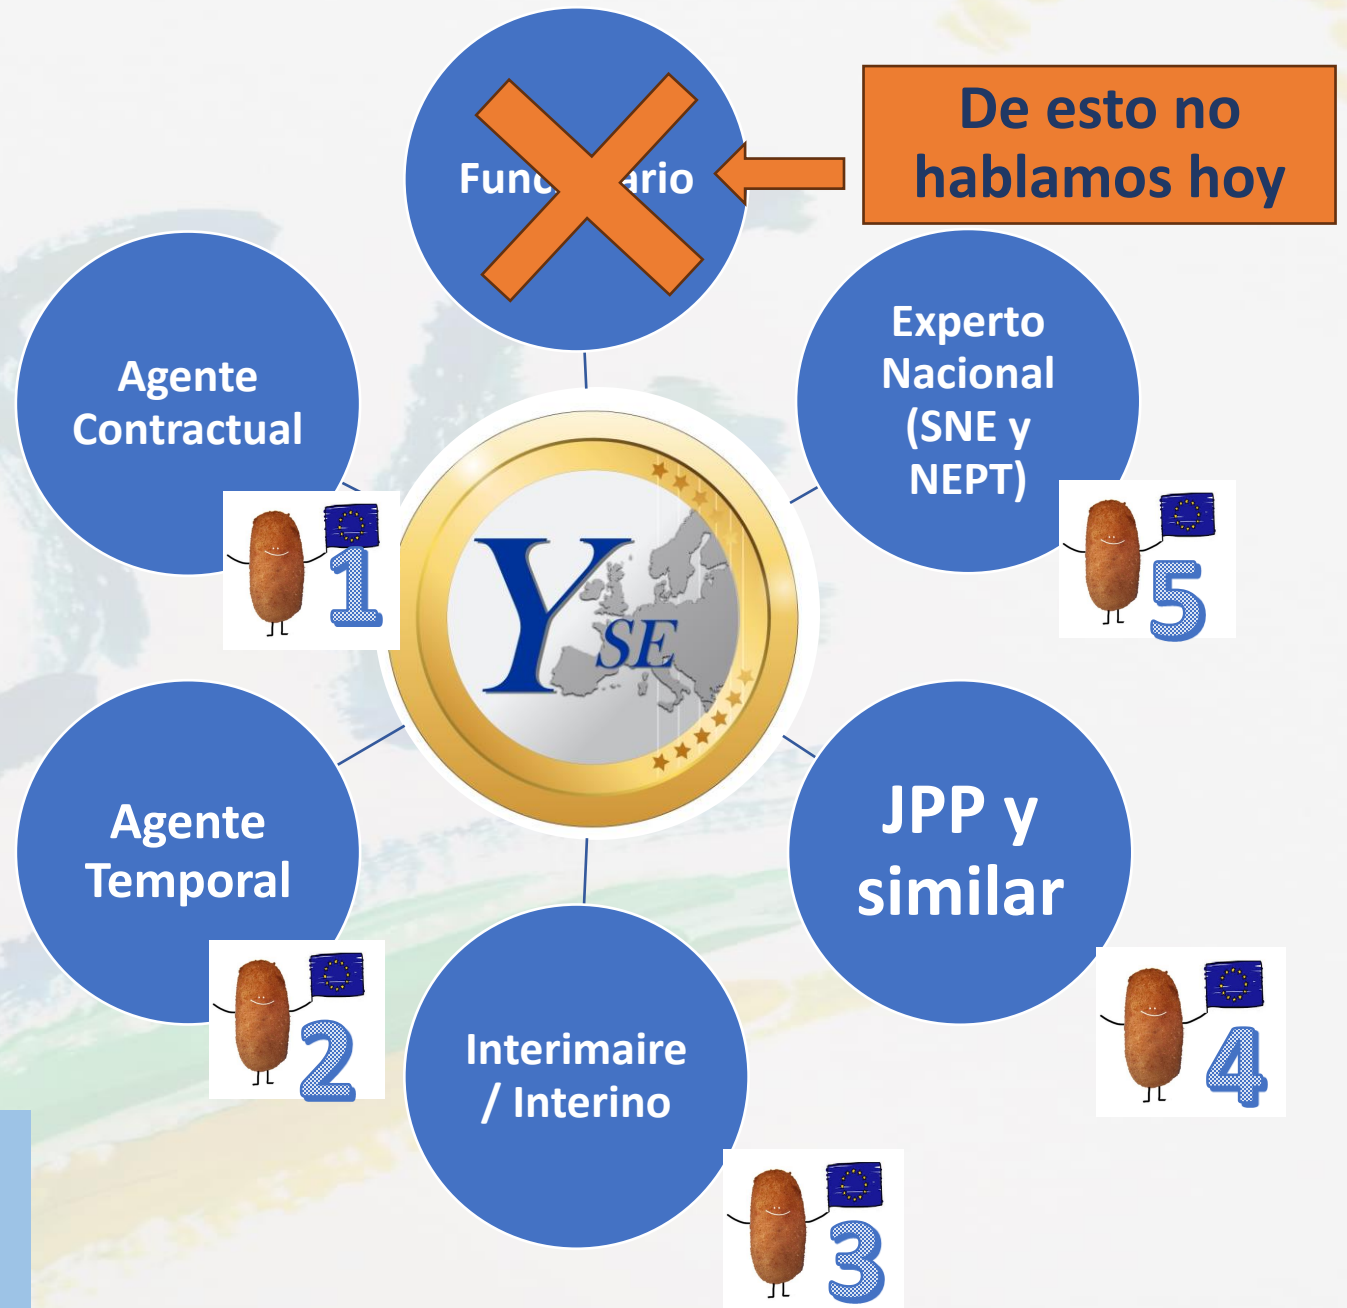 Func ario
De esto no
hablamos hoy
Experto
Nacional
(SNE y
NEPT)
Agente
Contractual
1
5
YSE
Agente
Temporal
2
JPP y
similar
4
Interimaire
/ Interino
3